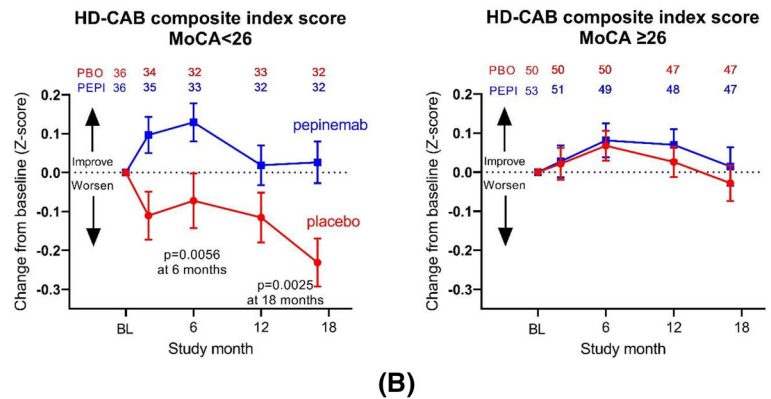 HD-CAB composite index score
MoCA<26
PBO 36 34 32 33 32
PEPI 36 35 33 32 32
Change from baseline (Z-score)
0.2
0.1
0.0
-0.1
-0.2
-0.3
Improve
Worsen
pepinemab
placebo
p=0.0056
at 6 months
p=0.0025
at 18 months
BL 6 12 18
Study month
HD-CAB composite index score
MoCA ≥26
PBO 50 50 50 47 47
PEPI 53 51 49 48 47
Change from baseline (Z-score)
0.2
0.1
0.0
-0.1
-0.2
-0.3
Improve
Worsen
BL 6 12 18
Study month
(B)